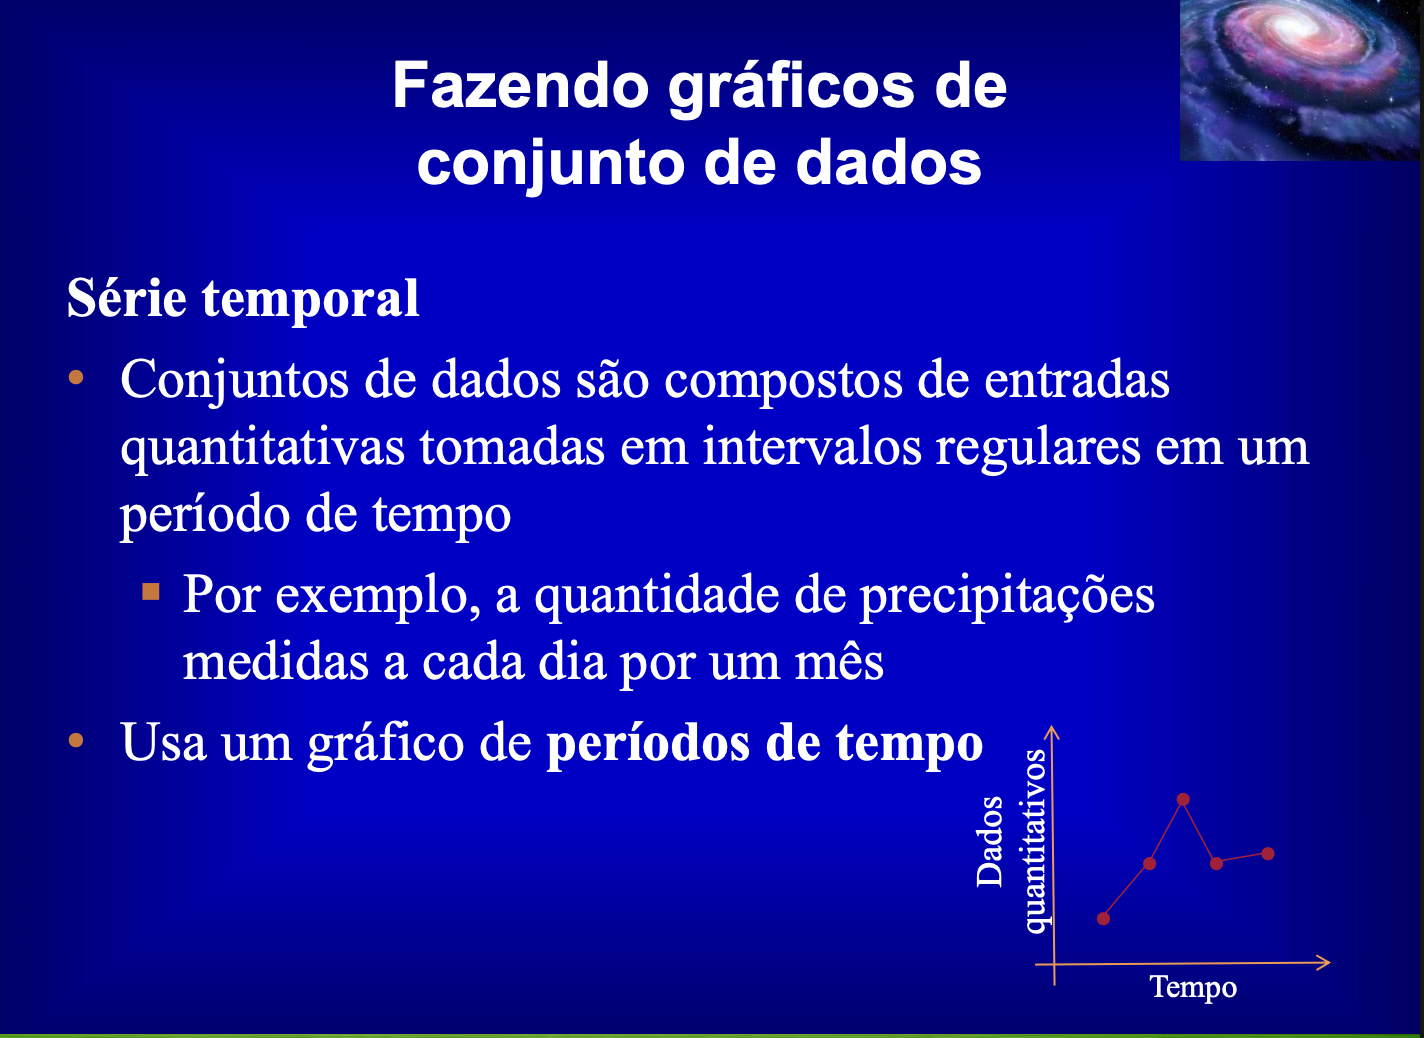 Fazendo gráficos de
conjunto de dados
Série temporal
• Conjuntos de dados são compostos de entradas
quantitativas tomadas em intervalos regulares em um
período de tempo
▪ Por exemplo, a quantidade de precipitações
medidas a cada dia por um mês
• Usa um gráfico de períodos de tempo
Dados
quantitativos
Tempo